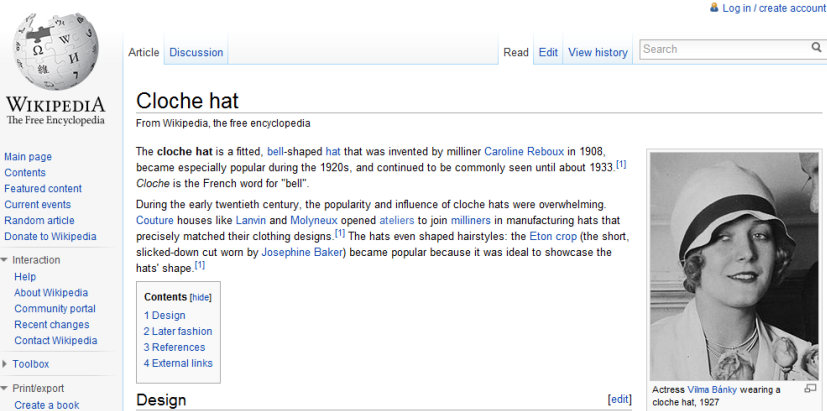 Log in / create account
WIKIPEDIA
The Free Encyclopedia
Main page
Contents
Featured content
Current events
Random article
Donate to Wikipedia
Interaction
Help
About Wikipedia
Community portal
Recent changes
Contact Wikipedia
Toolbox
Print/export
Create a book
Article Discussion
Read Edit View history Search
Cloche hat
From Wikipedia, the free encyclopedia
The cloche hat is a fitted, bell-shaped hat that was invented by milliner Caroline Reboux in 1908,
became especially popular during the 1920s, and continued to be commonly seen until about 1933.[1]
Cloche is the French word for "bell".
During the early twentieth century, the popularity and influence of cloche hats were overwhelming.
Couture houses like Lanvin and Molyneux opened ateliers to join milliners in manufacturing hats that
precisely matched their clothing designs.[1] The hats even shaped hairstyles: the Eton crop (the short,
slicked-down cut worn by Josephine Baker) became popular because it was ideal to showcase the
hats' shape.[1]
Contents [hide]
1 Design
2 Later fashion
3 References
4 External links
Design [edit]
Actress Vilma Bánky wearing a
cloche hat, 1927